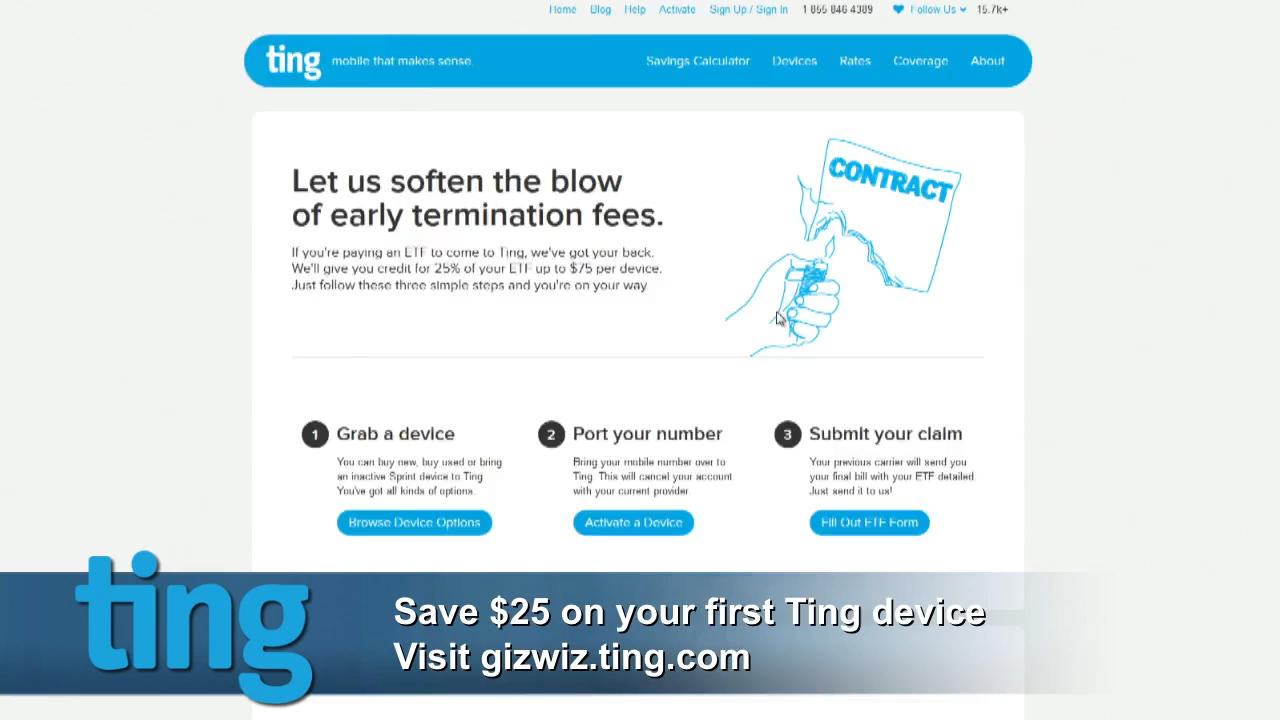 Home Blog Help Activate Sign Up / Sign In 1 855 846 4389 Follow Us 15.7k+
ting mobile that makes sense. Savings Calculator Devices Rates Coverage About
Let us soften the blow
of early termination fees.
If you're paying an ETF to come to Ting, we've got your back.
We'll give you credit for 25% of your ETF up to $75 per device.
Just follow these three simple steps and you're on your way
CONTRACT
1 Grab a device
You can buy new, buy used or bring
an inactive Sprint device to Ting
You've got all kinds of options.
Browse Device Options
2 Port your number
Bring your mobile number over to
Ting. This will cancel your account
with your current provider
Activate a Device
3 Submit your claim
Your previous carrier will send you
your final bill with your ETF detailed
Just send it to us!
Fill Out ETF Form
ting
Save $25 on your first Ting device
Visit gizwiz.ting.com